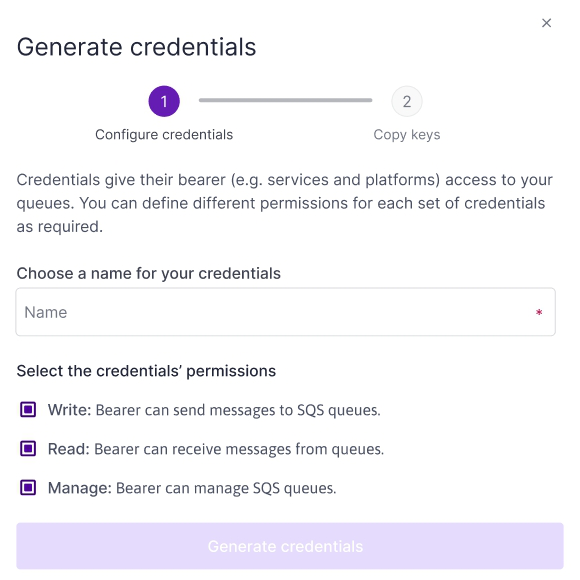 ×
Generate credentials
1
2
Configure credentials
Copy keys
Credentials give their bearer (e.g. services and platforms) access to your
queues. You can define different permissions for each set of credentials
as required.
Choose a name for your credentials
Name *
Select the credentials’ permissions
Write: Bearer can send messages to SQS queues.
Read: Bearer can receive messages from queues.
Manage: Bearer can manage SQS queues.
Generate credentials